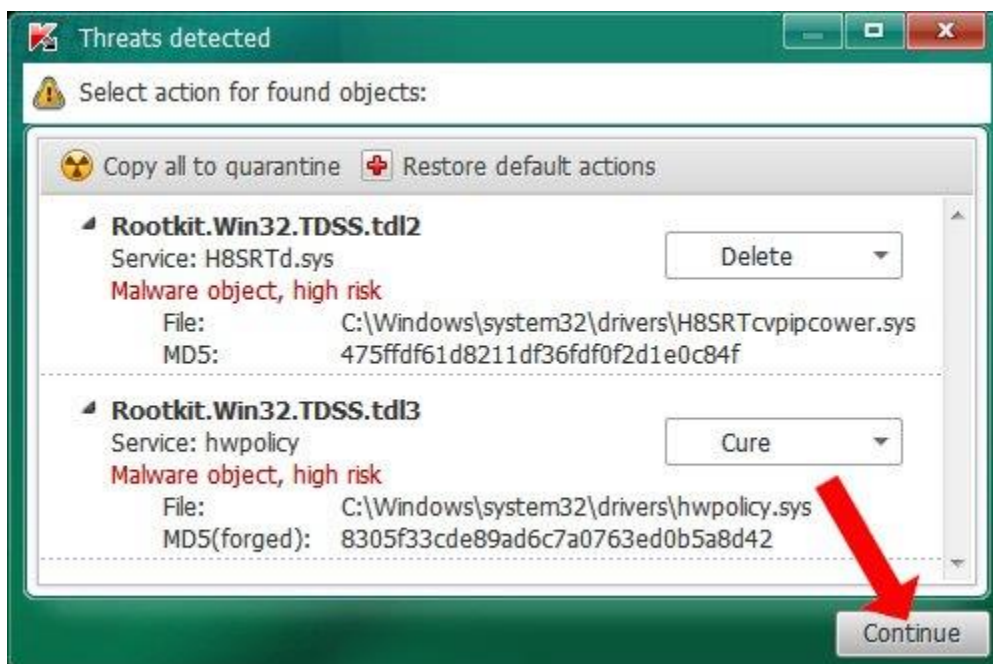 Threats detected
Select action for found objects:
Copy all to quarantine Restore default actions
Rootkit.Win32.TDSS.tdl2
Service: H8SRTd.sys
Delete
Malware object, high risk
File: C:\Windows\system32\drivers\H8SRTcvpipcower.sys
MD5: 475ffdf61d8211df36fdf0f2d1e0c84f
Rootkit.Win32.TDSS.tdl3
Service: hwpolicy
Cure
Malware object, high risk
File: C:\Windows\system32\drivers\hwpolicy.sys
MD5(forged): 8305f33cde89ad6c7a0763ed0b5a8d42
Continue